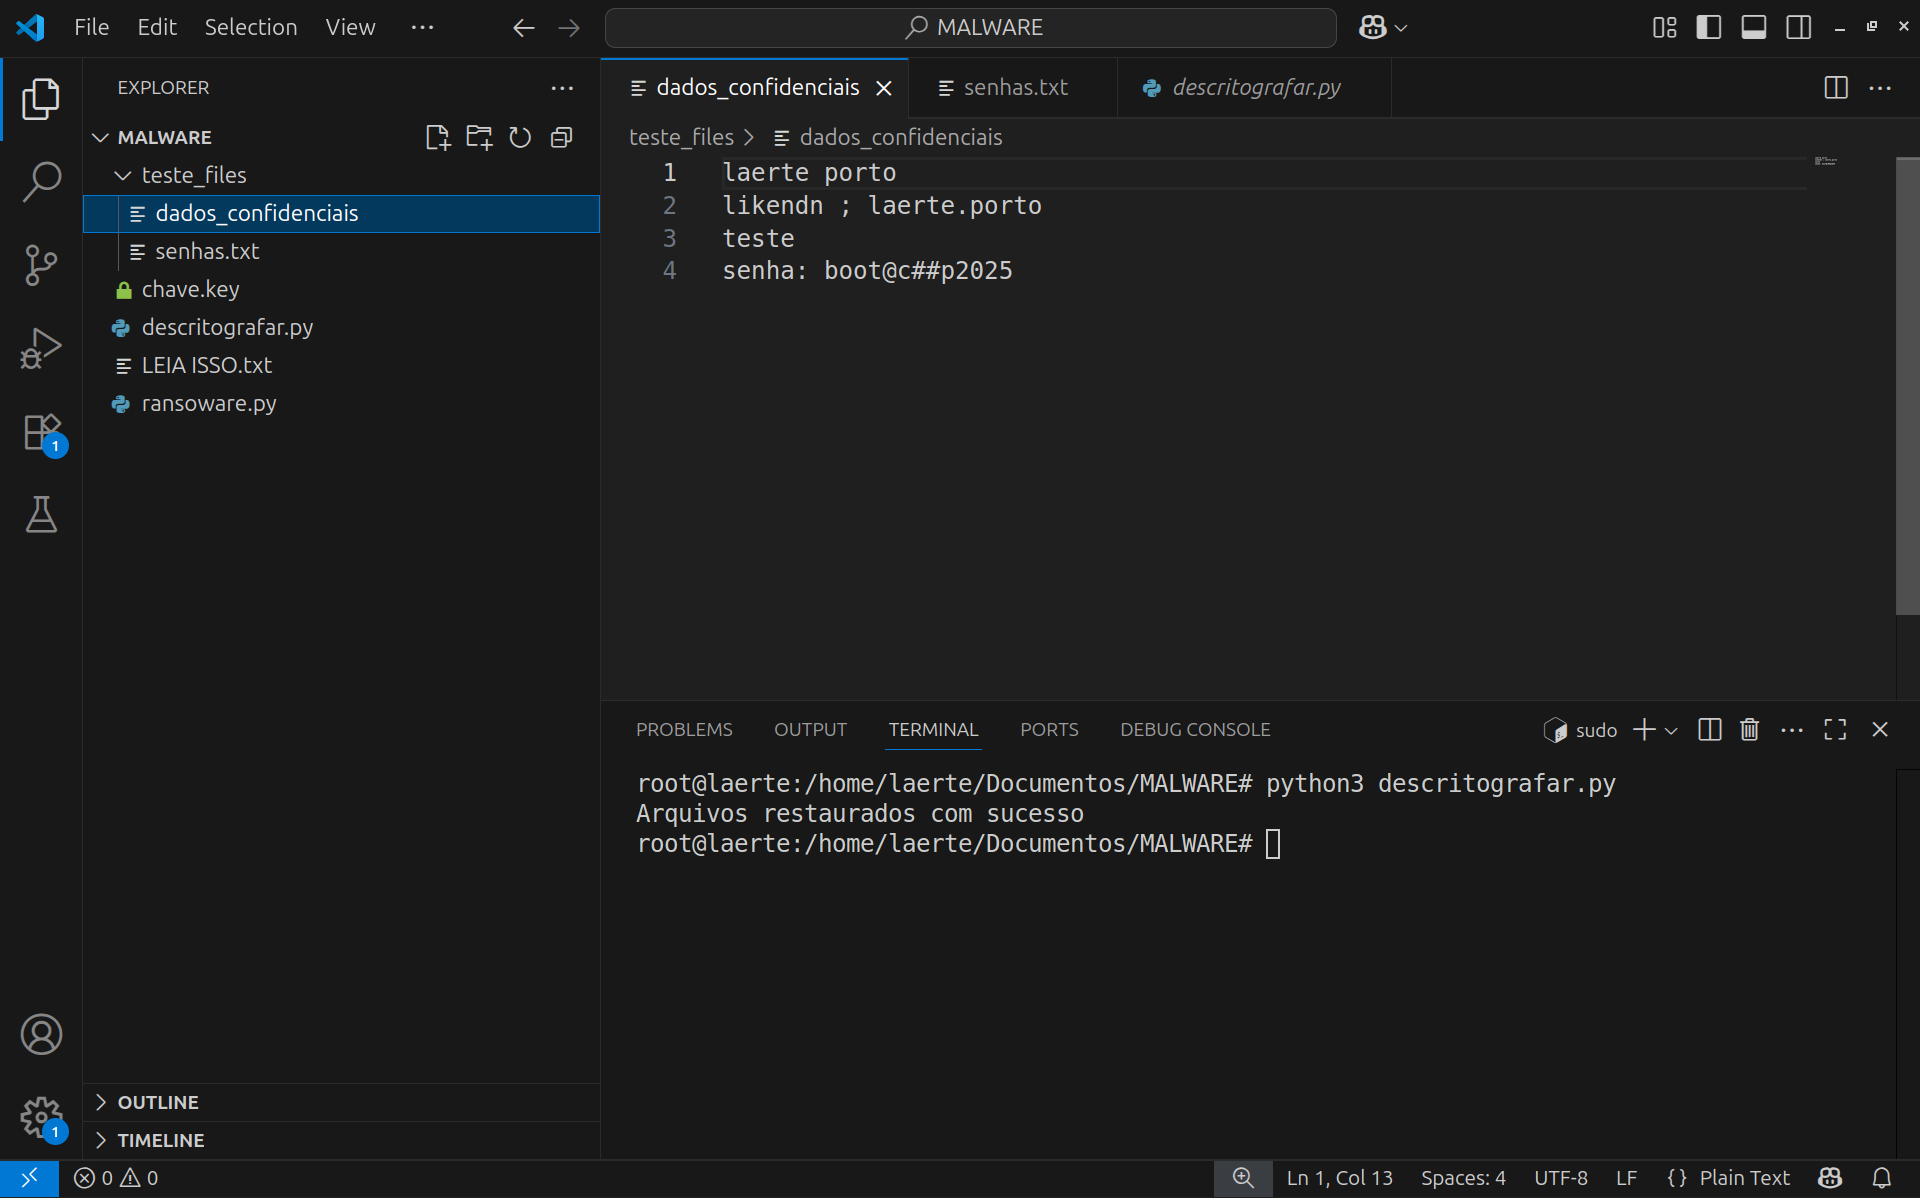 File Edit Selection View ···
MALWARE
EXPLORER
MALWARE
teste_files
dados_confidenciais
senhas.txt
chave.key
descritografar.py
LEIA ISSO.txt
ransoware.py
OUTLINE
TIMELINE
1
1
dados_confidenciais
senhas.txt
descritografar.py
teste_files > dados_confidenciais
1 laerte porto
2 likendn ; laerte.porto
3 teste
4 senha: boot@c##p2025
PROBLEMS OUTPUT TERMINAL PORTS DEBUG CONSOLE
sudo
root@laerte:/home/laerte/Documentos/MALWARE# python3 descritografar.py
Arquivos restaurados com sucesso
root@laerte:/home/laerte/Documentos/MALWARE#
0 0
Ln 1, Col 13 Spaces: 4 UTF-8 LF {} Plain Text